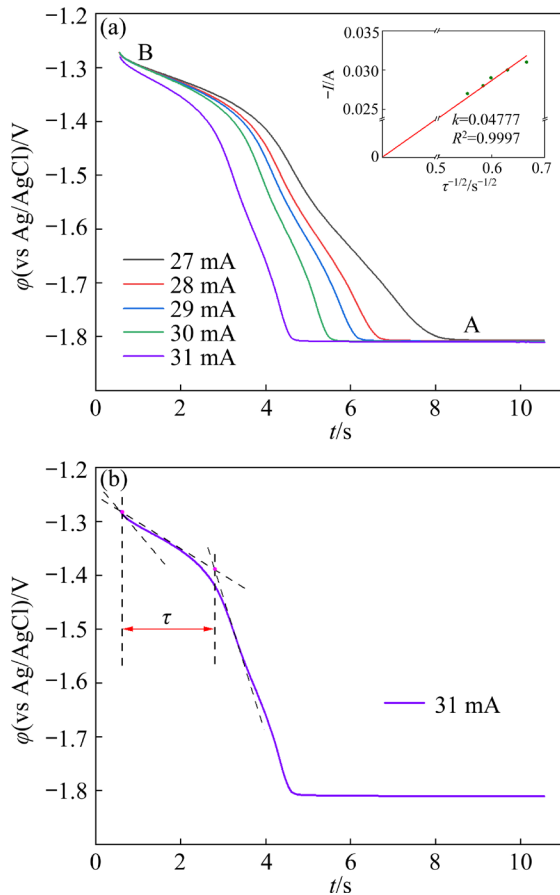 (a)
B
A
27 mA
28 mA
29 mA
30 mA
31 mA
−1.2
−1.3
−1.4
−1.5
−1.6
−1.7
−1.8
−1.9
φ(vs Ag/AgCl)/V
0 2 4 6 8 10
t/s
0.035
0.030
0.025
0
−I/A
k=0.04777
R²=0.9997
0.5 0.6 0.7
τ⁻¹/²/s⁻¹/²
(b)
τ
31 mA
−1.2
−1.3
−1.4
−1.5
−1.6
−1.7
−1.8
φ(vs Ag/AgCl)/V
0 2 4 6 8 10
t/s